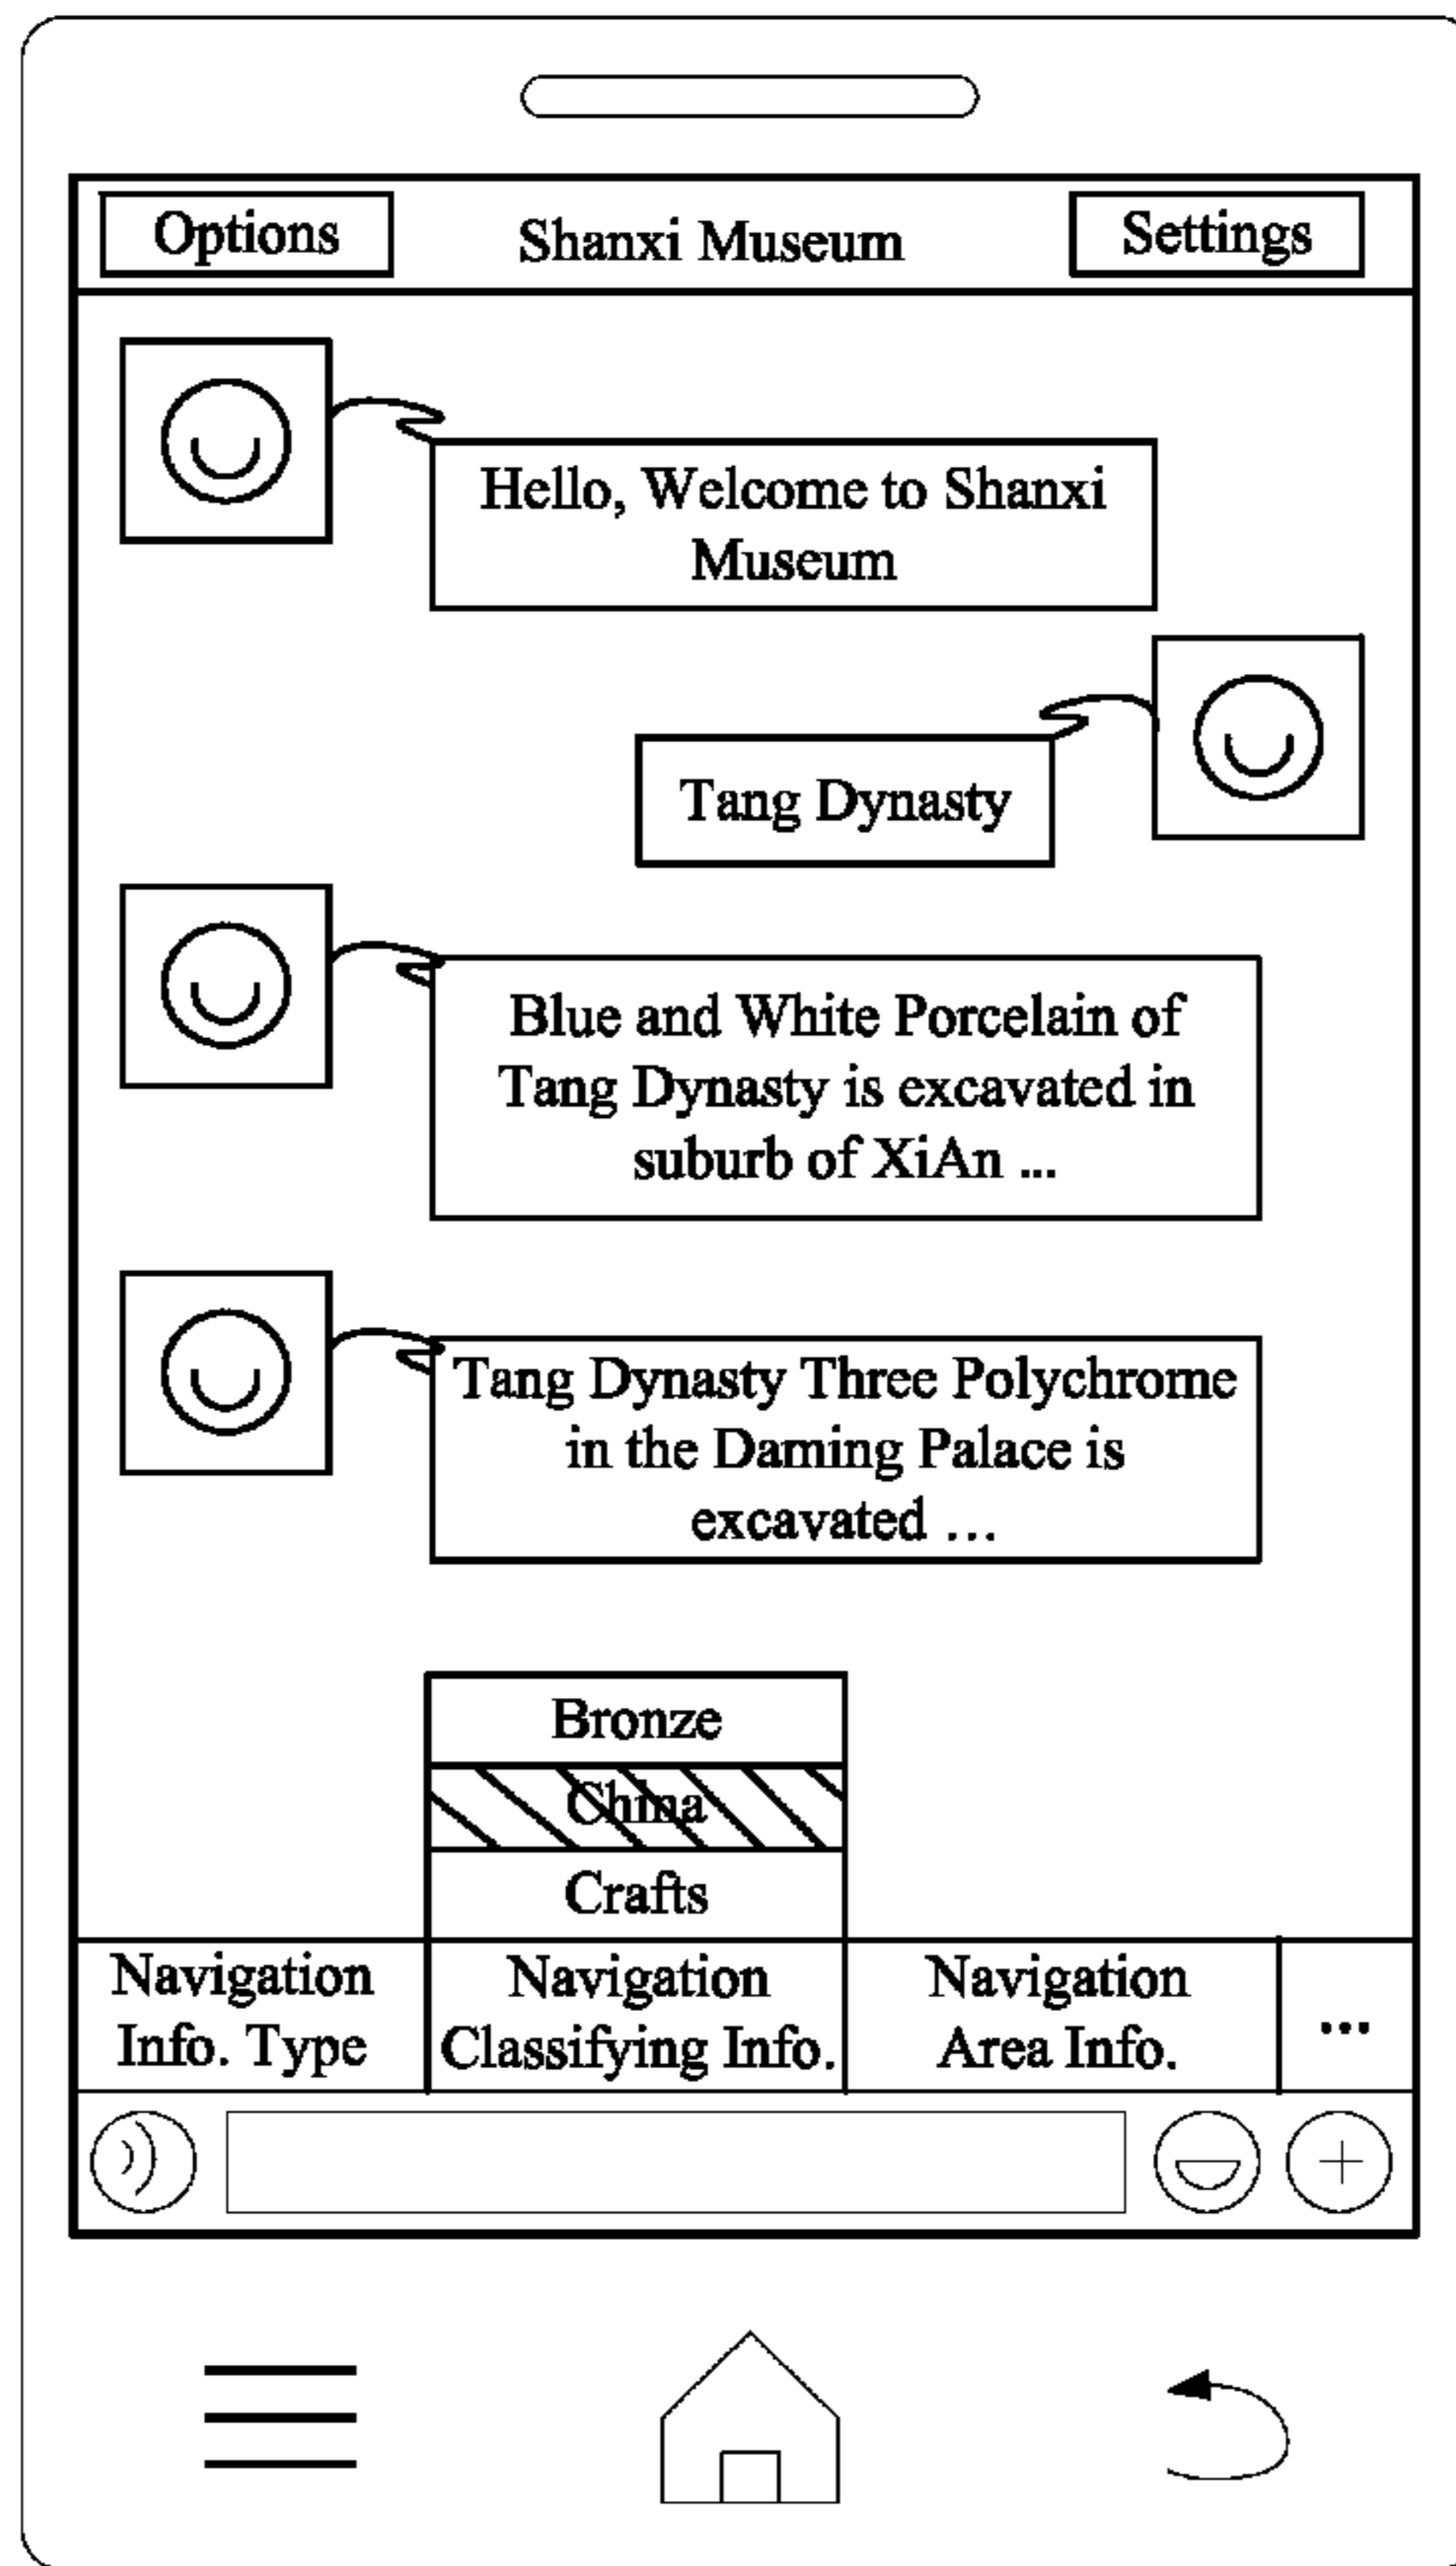 Options
Shanxi Museum
Settings
Hello, Welcome to Shanxi
Museum
Tang Dynasty
Blue and White Porcelain of
Tang Dynasty is excavated in
suburb of XiAn ...
Tang Dynasty Three Polychrome
in the Daming Palace is
excavated ...
Bronze
China
Crafts
Navigation
Info. Type
Navigation
Classifying Info.
Navigation
Area Info.
...